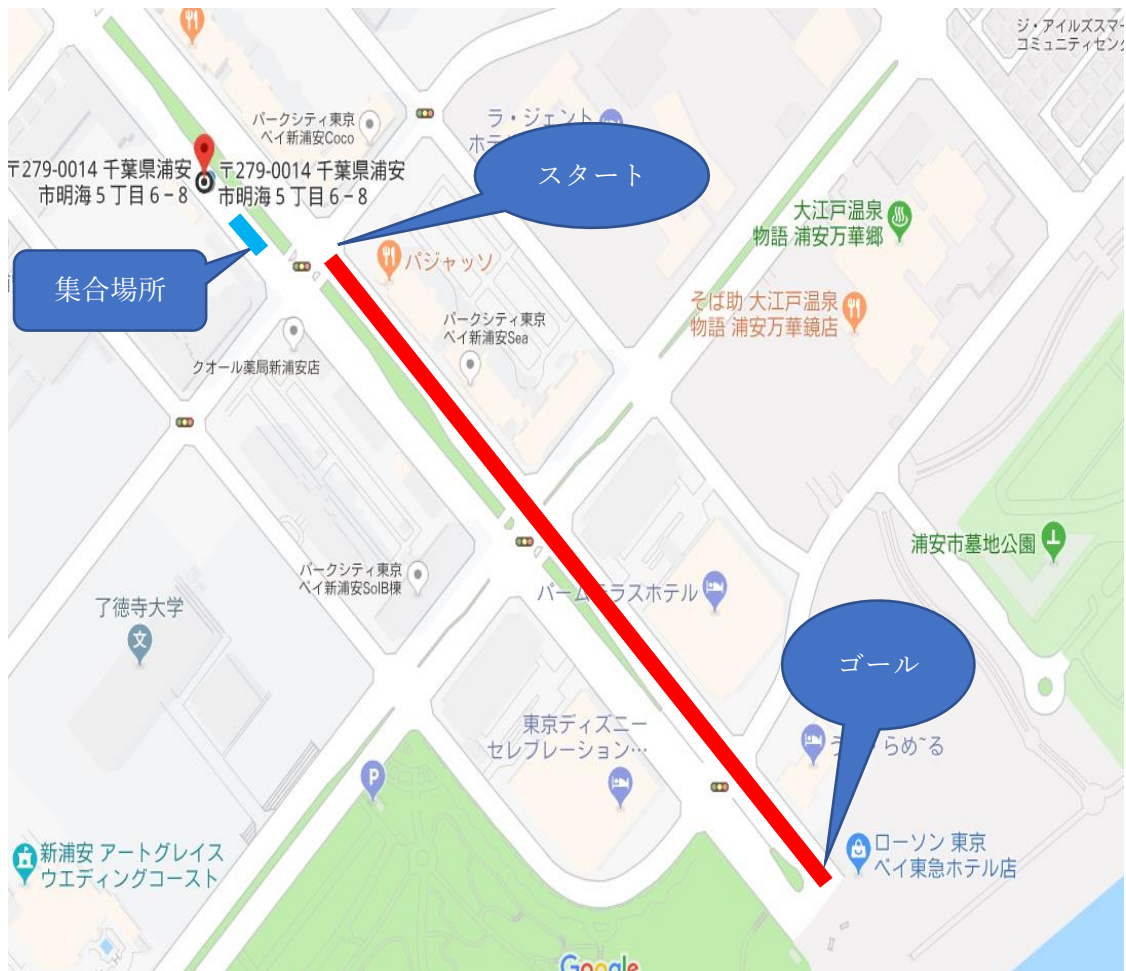 ジ・アイルズスマー
コミュニティセンタ
パークシティ東京
ベイ新浦安Coco
ラ・ジェント
ホテ
スタート
〒279-0014 千葉県浦安
市明海５丁目６−８
〒279-0014 千葉県浦安
市明海５丁目６−８
大江戸温泉
物語 浦安万華郷
集合場所
パジャッソ
そば助 大江戸温泉
物語 浦安万華鏡店
パークシティ東京
ベイ新浦安Sea
クオール薬局新浦安店
浦安市墓地公園
パークシティ東京
ベイ新浦安SolB棟
パームテラスホテル
了徳寺大学
文
ゴール
東京ディズニー
セレブレーション…
う
らめ~る
P
新浦安 アートグレイス
ウエディングコースト
ローソン 東京
ベイ東急ホテル店
Google